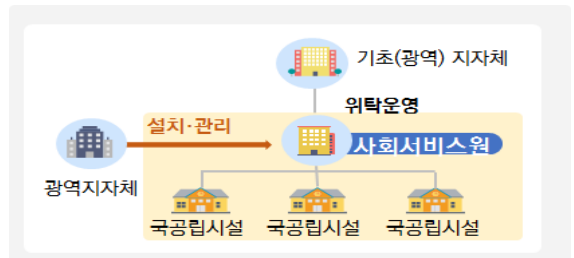 기초(광역) 지자체
위탁운영
설치·관리
사회서비스원
광역지자체
국공립시설 국공립시설 국공립시설